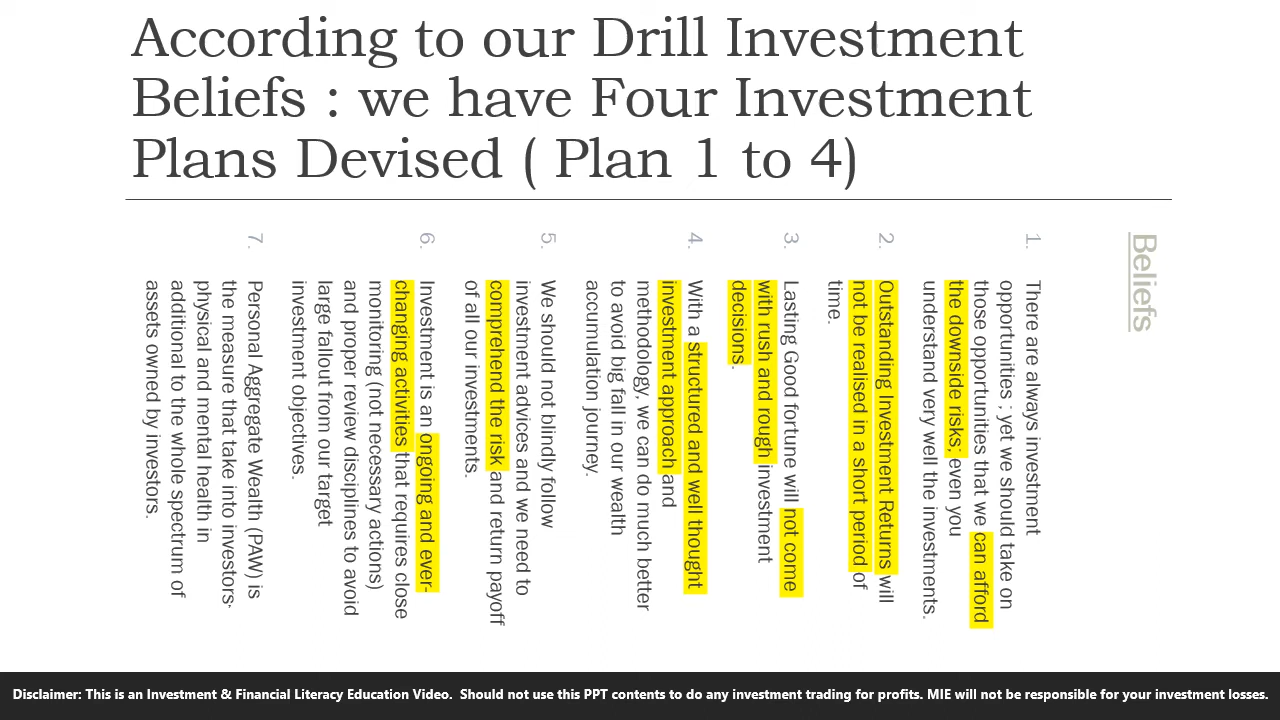 According to our Drill Investment
Beliefs : we have Four Investment
Plans Devised ( Plan 1 to 4)
Beliefs
1. There are always investment
opportunities ; yet we should take on
those opportunities that we can afford
the downside risks; even you
understand very well the investments.
2. Outstanding Investment Returns will
not be realised in a short period of
time.
3. Lasting Good fortune will not come
with rush and rough investment
decisions.
4. With a structured and well thought
investment approach and
methodology, we can do much better
to avoid big fall in our wealth
accumulation journey.
5. We should not blindly follow
investment advices and we need to
comprehend the risk and return payoff
of all our investments.
6. Investment is an ongoing and ever-
changing activities that requires close
monitoring (not necessary actions)
and proper review disciplines to avoid
large fallout from our target
investment objectives.
7. Personal Aggregate Wealth (PAW) is
the measure that take into investors'
physical and mental health in
additional to the whole spectrum of
assets owned by investors.
Disclaimer: This is an Investment & Financial Literacy Education Video. Should not use this PPT contents to do any investment trading for profits. MIE will not be responsible for your investment losses.